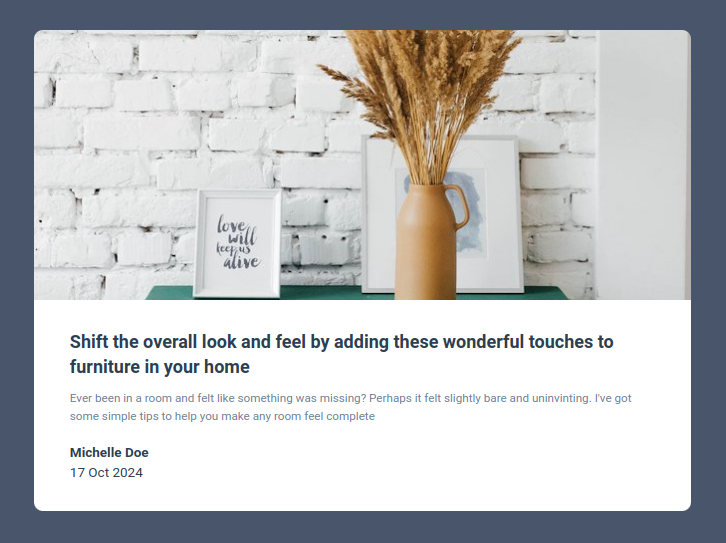 love
will
keep us
alive
Shift the overall look and feel by adding these wonderful touches to
furniture in your home
Ever been in a room and felt like something was missing? Perhaps it felt slightly bare and uninvinting. I've got
some simple tips to help you make any room feel complete
Michelle Doe
17 Oct 2024